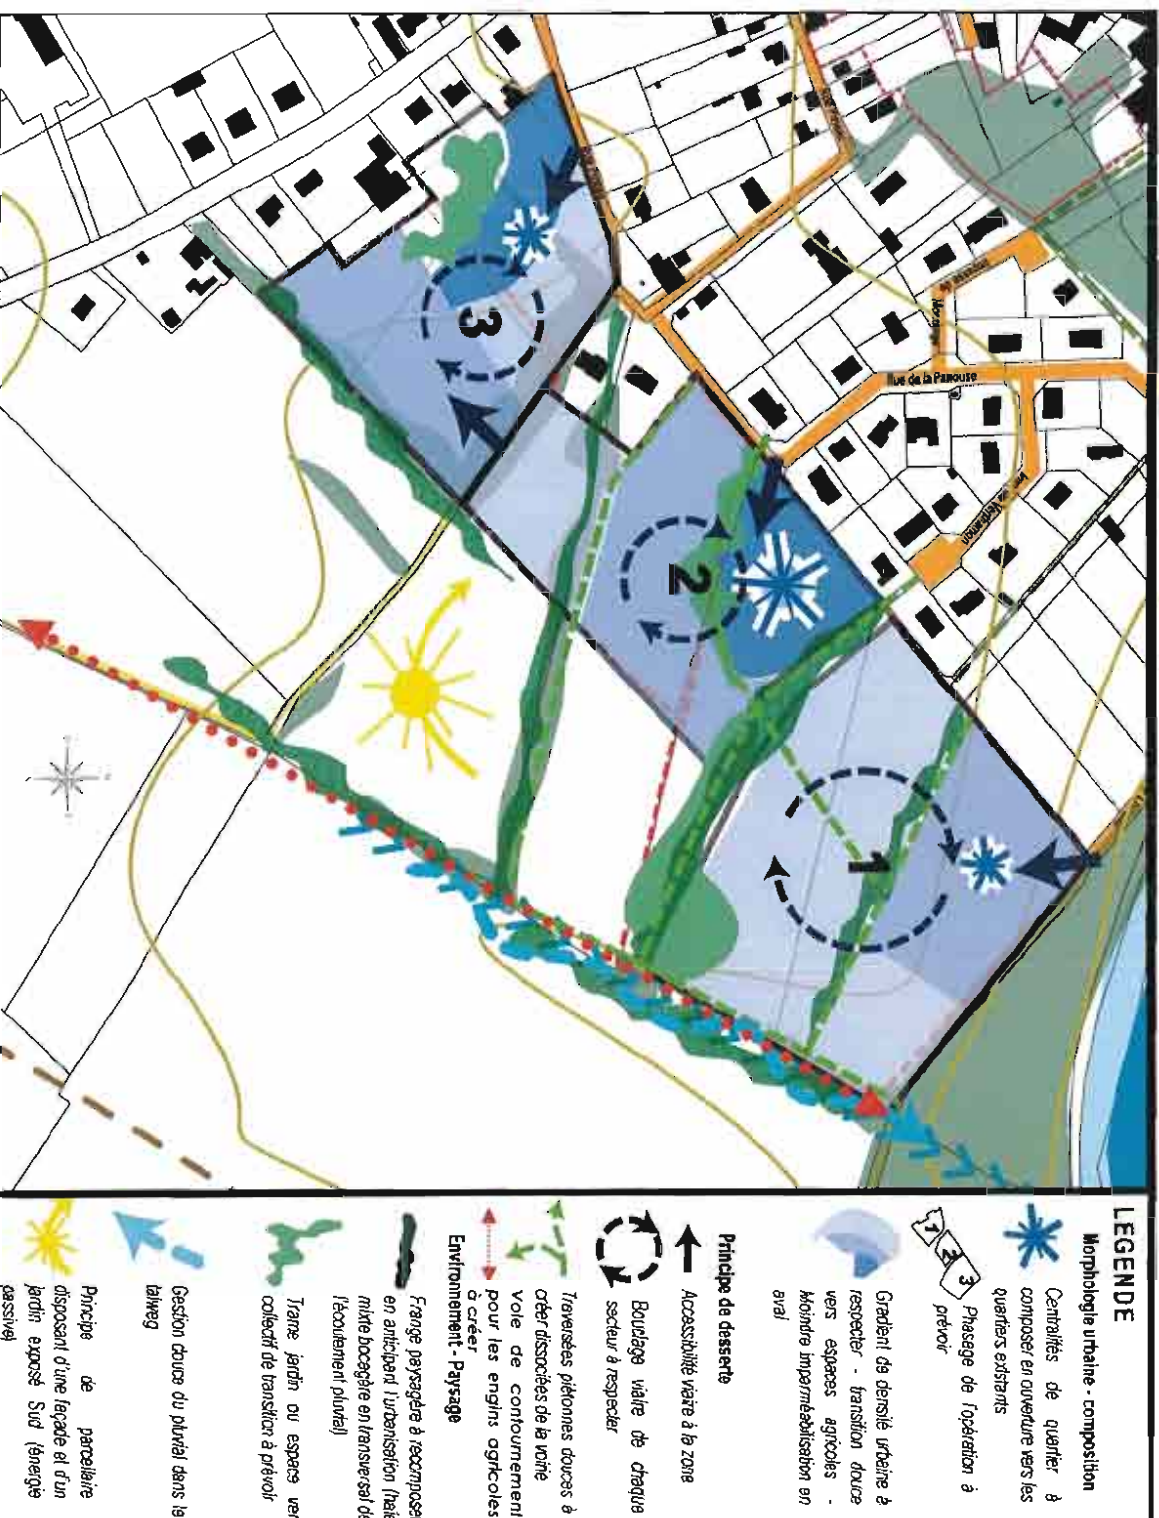 Rue de la Panouse
1
2
3
LEGENDE
Morphologie urbaine - composition
Centralités de quartier à
composer en ouverture vers les
quartiers existants
1 2 3
Phasage de l'opération à
prévoir
Gradient de densité urbaine à
respecter - transition douce
vers espaces agricoles -
Moindre imperméabilisation en
aval
Principe de desserte
Accessibilité viaire à la zone
Bouclage viaire de chaque
secteur à respecter
Traversées piétonnes douces à
créer dissociées de la voirie
Voie de contournement
pour les engins agricoles
à créer
Environnement - Paysage
Frange paysagère à recomposer
en anticipant l'urbanisation (haie
mixte bocagère en transversal de
l'écoulement pluvial)
Trame jardin ou espace ver
collectif de transition à prévoir
Gestion douce du pluvial dans le
talweg
Principe de parcellaire
disposant d'une façade et d'un
jardin exposé Sud (énergie
passive)